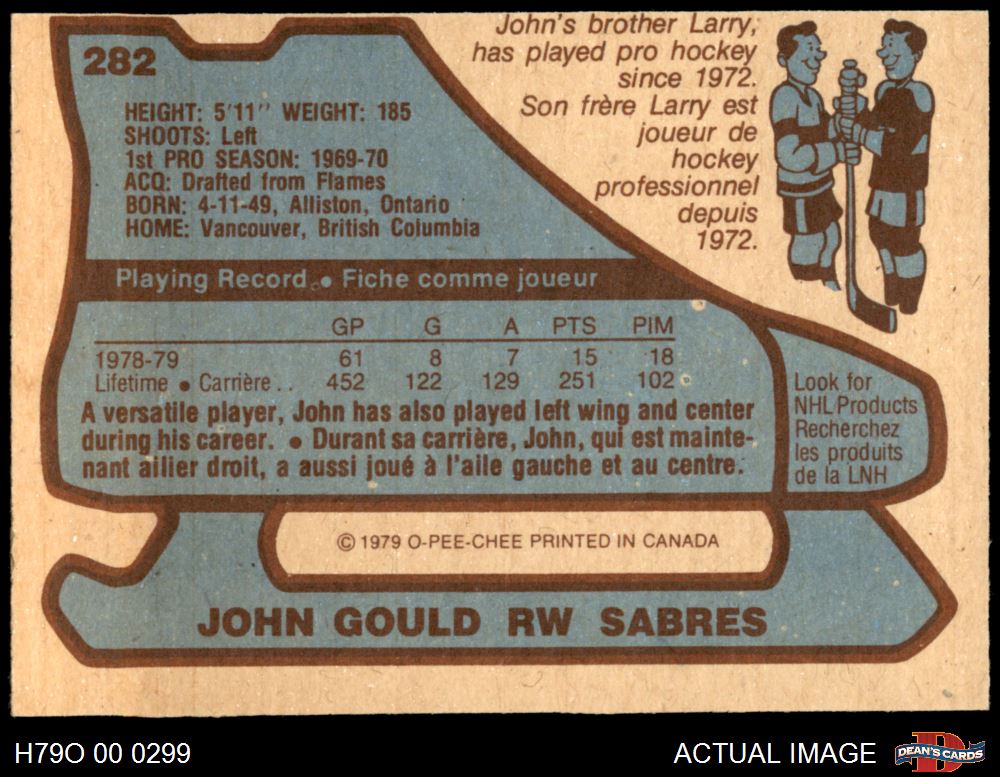 282
HEIGHT: 5'11" WEIGHT: 185
SHOOTS: Left
1st PRO SEASON: 1969-70
ACQ: Drafted from Flames
BORN: 4-11-49, Alliston, Ontario
HOME: Vancouver, British Columbia
John's brother Larry,
has played pro hockey
since 1972.
Son frère Larry est
joueur de
hockey
professionnel
depuis
1972.
Playing Record • Fiche comme joueur
GP G A PTS PIM
1978-79 61 8 7 15 18
Lifetime • Carrière . . 452 122 129 251 102
A versatile player, John has also played left wing and center
during his career. • Durant sa carrière, John, qui est mainte-
nant ailier droit, a aussi joué à l'aile gauche et au centre.
Look for
NHL Products
Recherchez
les produits
de la LNH
© 1979 O-PEE-CHEE PRINTED IN CANADA
JOHN GOULD RW SABRES
H79O 00 0299
ACTUAL IMAGE
DEAN'S CARDS